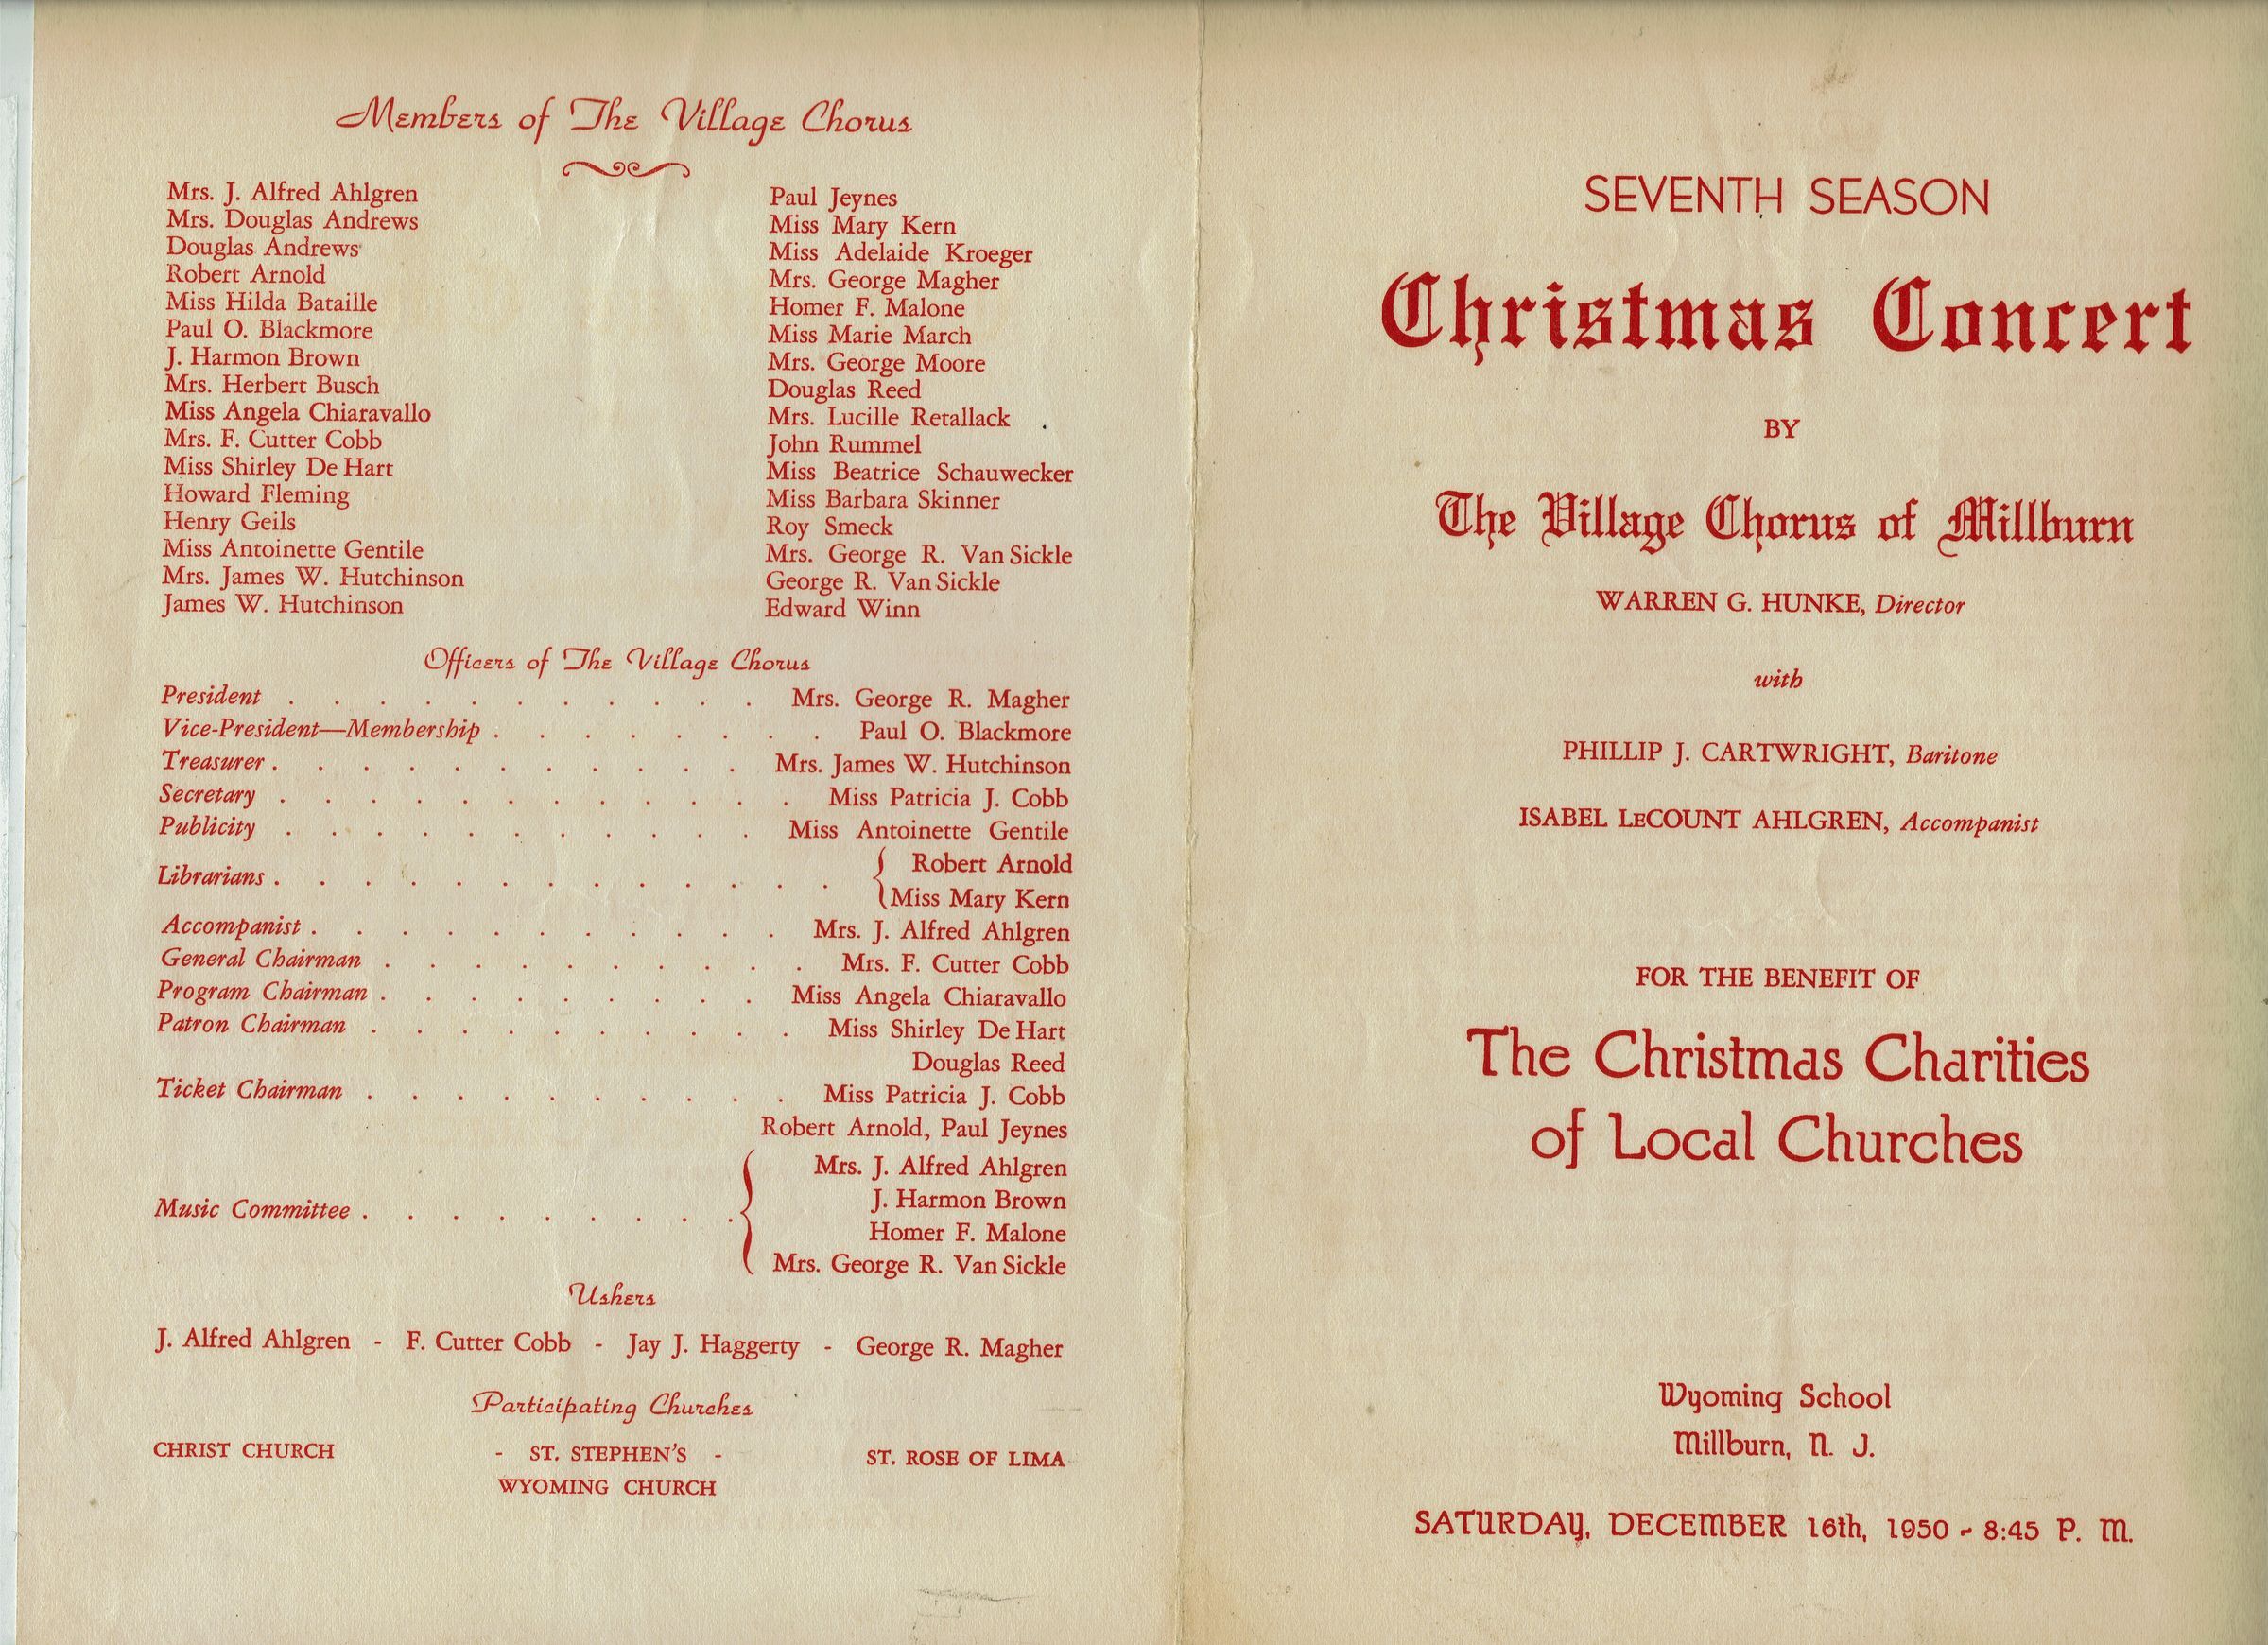 Members of The Village Chorus
Mrs. J. Alfred Ahlgren
Mrs. Douglas Andrews
Douglas Andrews
Robert Arnold
Miss Hilda Bataille
Paul O. Blackmore
J. Harmon Brown
Mrs. Herbert Busch
Miss Angela Chiaravallo
Mrs. F. Cutter Cobb
Miss Shirley De Hart
Howard Fleming
Henry Geils
Miss Antoinette Gentile
Mrs. James W. Hutchinson
James W. Hutchinson
Paul Jeynes
Miss Mary Kern
Miss Adelaide Kroeger
Mrs. George Magher
Homer F. Malone
Miss Marie March
Mrs. George Moore
Douglas Reed
Mrs. Lucille Retallack
John Rummel
Miss Beatrice Schauwecker
Miss Barbara Skinner
Roy Smeck
Mrs. George R. Van Sickle
George R. Van Sickle
Edward Winn
Officers of The Village Chorus
President . . . . . . . . . . . Mrs. George R. Magher
Vice-President—Membership . . . . . . . . Paul O. Blackmore
Treasurer . . . . . . . . . . . Mrs. James W. Hutchinson
Secretary . . . . . . . . . . . . Miss Patricia J. Cobb
Publicity . . . . . . . . . . . Miss Antoinette Gentile
Librarians . . . . . . . . . . . . . { Robert Arnold
Miss Mary Kern
Accompanist . . . . . . . . . . . Mrs. J. Alfred Ahlgren
General Chairman . . . . . . . . . . Mrs. F. Cutter Cobb
Program Chairman . . . . . . . . . Miss Angela Chiaravallo
Patron Chairman . . . . . . . . . . Miss Shirley De Hart
Douglas Reed
Ticket Chairman . . . . . . . . . . Miss Patricia J. Cobb
Robert Arnold, Paul Jeynes
Music Committee . . . . . . . . . { Mrs. J. Alfred Ahlgren
J. Harmon Brown
Homer F. Malone
Mrs. George R. Van Sickle
Ushers
J. Alfred Ahlgren - F. Cutter Cobb - Jay J. Haggerty - George R. Magher
Participating Churches
CHRIST CHURCH - ST. STEPHEN'S - ST. ROSE OF LIMA
WYOMING CHURCH
SEVENTH SEASON
Christmas Concert
BY
The Village Chorus of Millburn
WARREN G. HUNKE, Director
with
PHILLIP J. CARTWRIGHT, Baritone
ISABEL LeCOUNT AHLGREN, Accompanist
FOR THE BENEFIT OF
The Christmas Charities
of Local Churches
Wyoming School
Millburn, N. J.
SATURDAY, DECEMBER 16th, 1950 - 8:45 P. M.